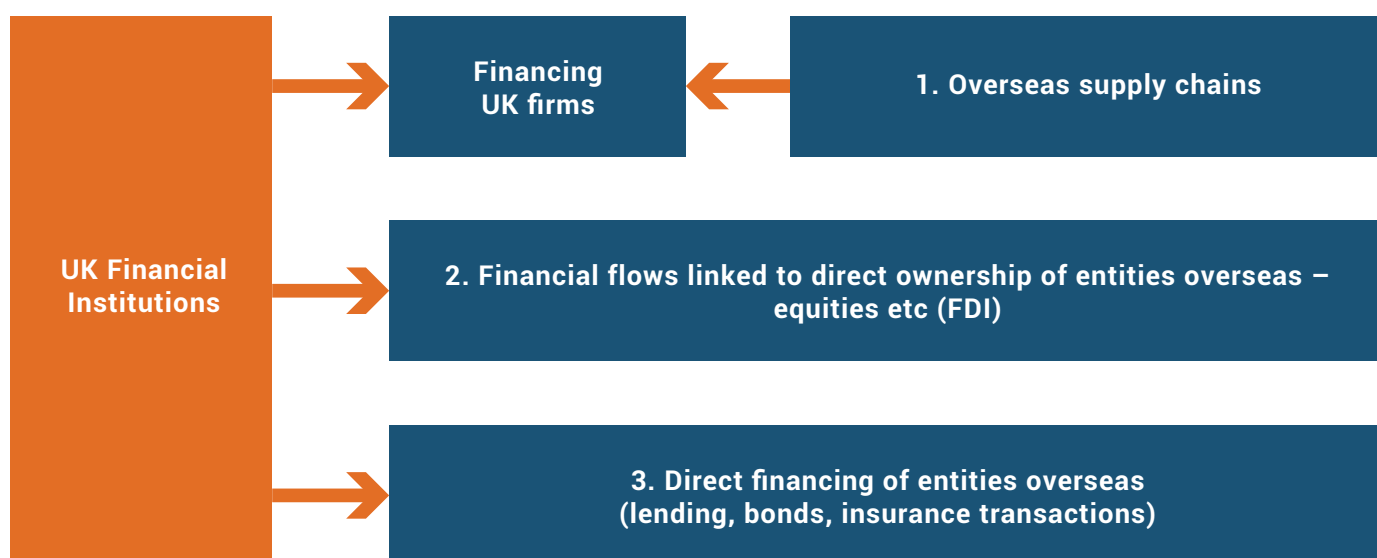 Financing
UK firms
1. Overseas supply chains
UK Financial
Institutions
2. Financial flows linked to direct ownership of entities overseas –
equities etc (FDI)
3. Direct financing of entities overseas
(lending, bonds, insurance transactions)